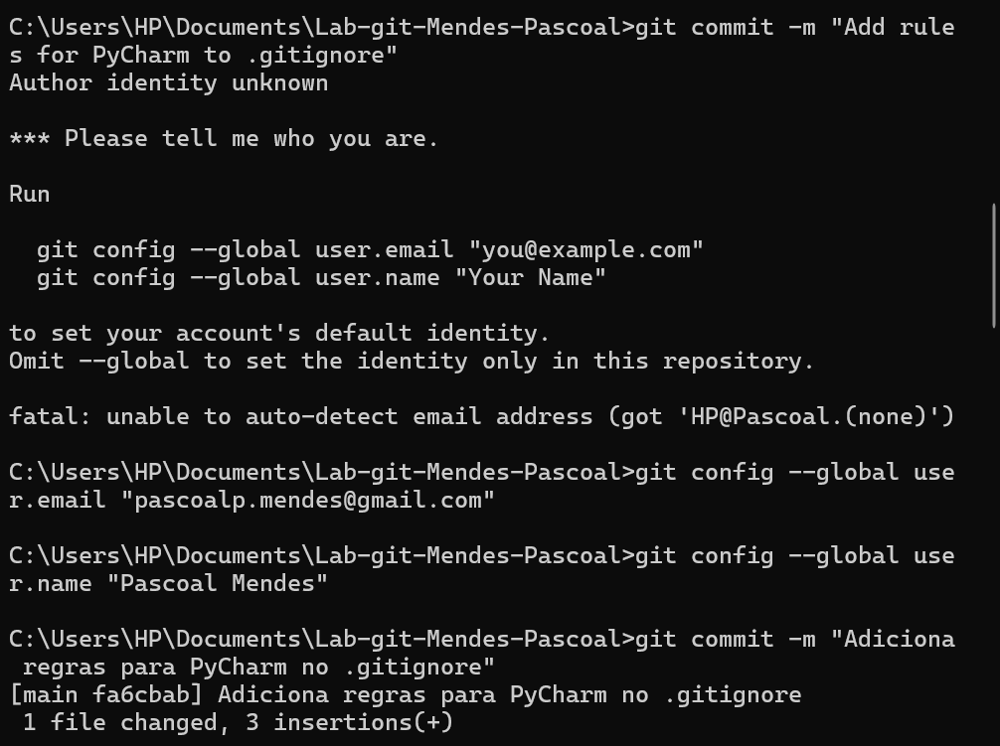 C:\Users\HP\Documents\Lab-git-Mendes-Pascoal>git commit -m "Add rule
s for PyCharm to .gitignore"
Author identity unknown
*** Please tell me who you are.
Run
git config --global user.email "you@example.com"
git config --global user.name "Your Name"
to set your account's default identity.
Omit --global to set the identity only in this repository.
fatal: unable to auto-detect email address (got 'HP@Pascoal.(none)')
C:\Users\HP\Documents\Lab-git-Mendes-Pascoal>git config --global use
r.email "pascoalp.mendes@gmail.com"
C:\Users\HP\Documents\Lab-git-Mendes-Pascoal>git config --global use
r.name "Pascoal Mendes"
C:\Users\HP\Documents\Lab-git-Mendes-Pascoal>git commit -m "Adiciona
regras para PyCharm no .gitignore"
[main fa6cbab] Adiciona regras para PyCharm no .gitignore
1 file changed, 3 insertions(+)